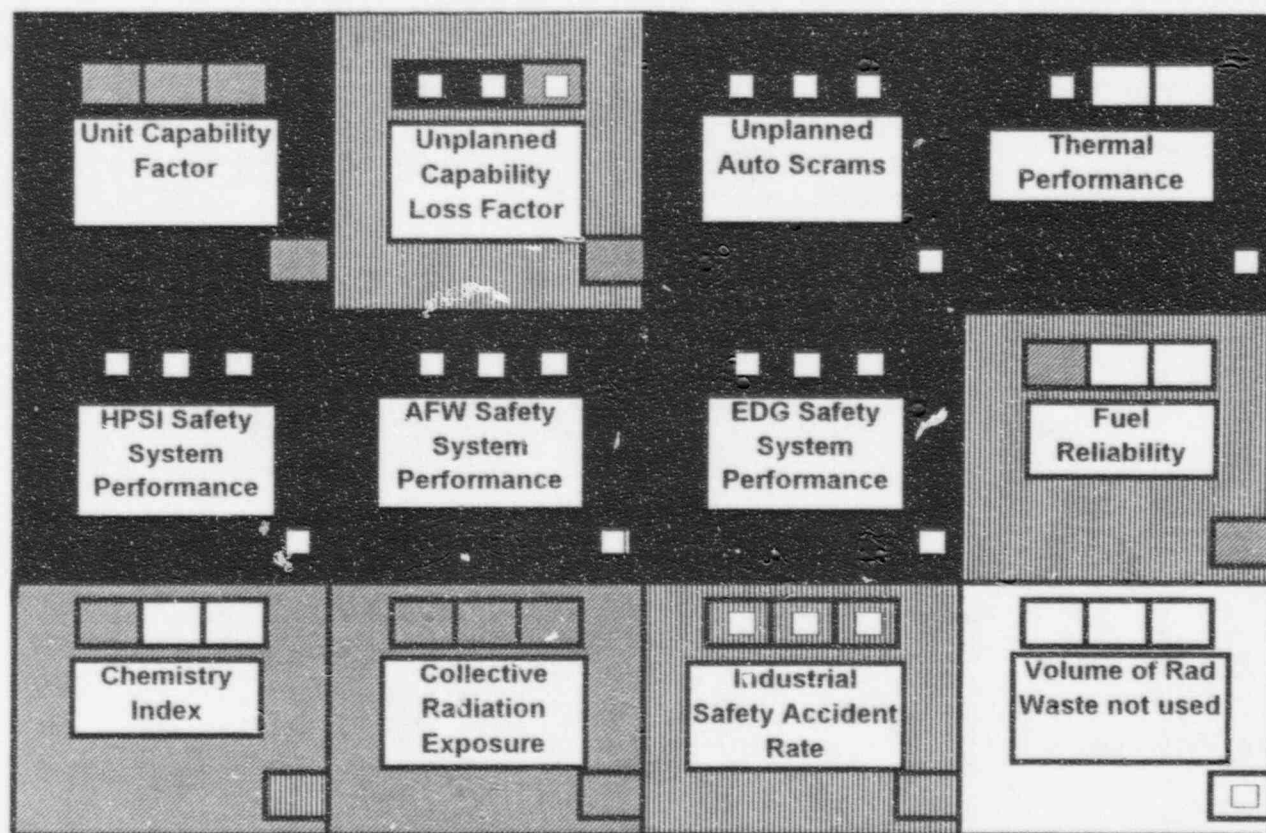 Unit Capability
Factor
Unplanned
Capability
Loss Factor
Unplanned
Auto Scrams
Thermal
Performance
HPSI Safety
System
Performance
AFW Safety
System
Performance
EDG Safety
System
Performance
Fuel
Reliability
Chemistry
Index
Collective
Radiation
Exposure
Industrial
Safety Accident
Rate
Volume of Rad
Waste not used